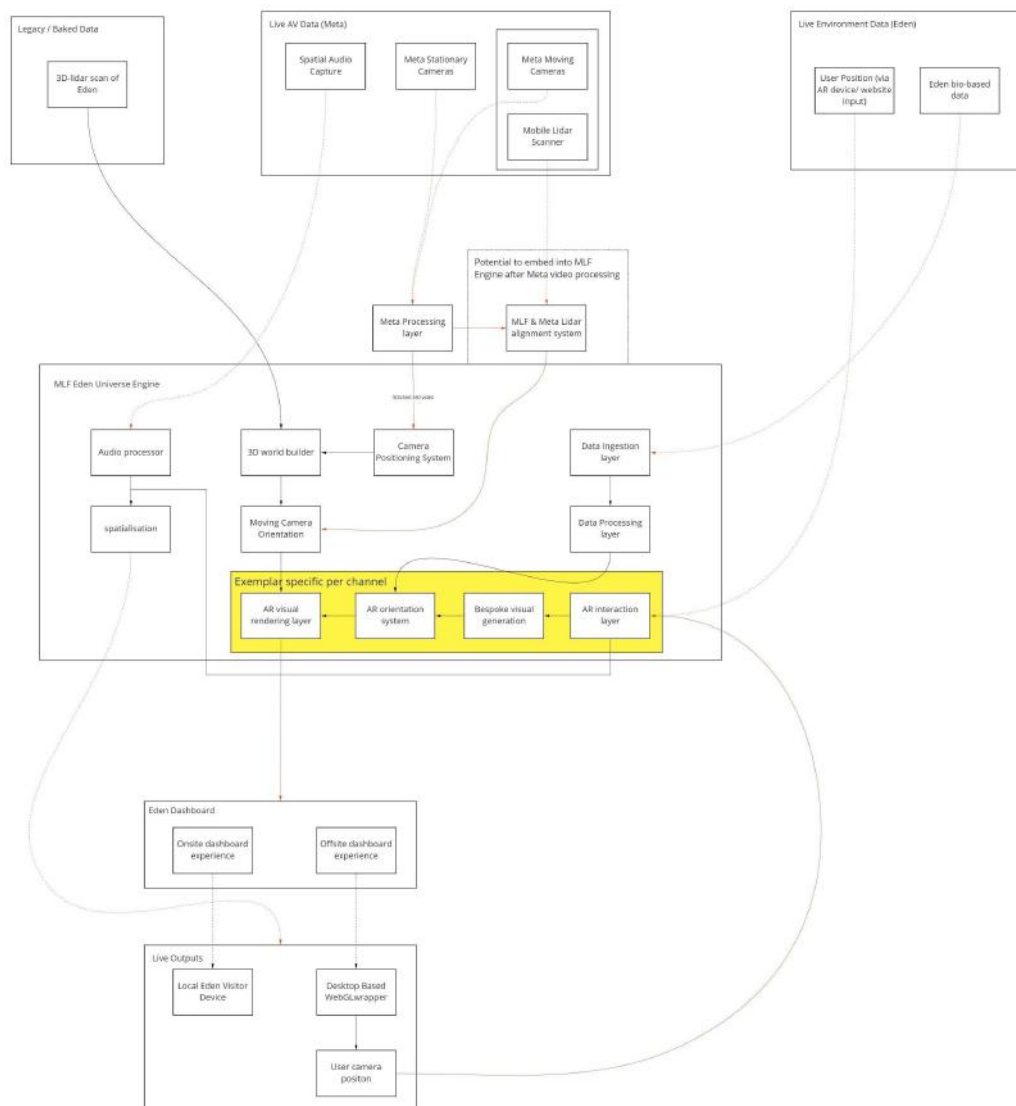 Legacy / Baked Data
3D-lidar scan of
Eden
Live AV Data (Meta)
Spatial Audio
Capture
Meta Stationary
Cameras
Meta Moving
Cameras
Mobile Lidar
Scanner
Live Environment Data (Eden)
User Position (via
AR device/ website
input)
Eden bio-based
data
Potential to embed into MLF
Engine after Meta video processing
Meta Processing
layer
MLF & Meta Lidar
alignment system
MLF Eden Universe Engine
Audio processor
3D world builder
Camera
Positioning System
Data Ingestion
layer
spatialisation
Moving Camera
Orientation
Data Processing
layer
Exemplar specific per channel
AR visual
rendering layer
AR orientation
system
Bespoke visual
generation
AR interaction
layer
Eden Dashboard
Onsite dashboard
experience
Offsite dashboard
experience
Live Outputs
Local Eden Visitor
Device
Desktop Based
WebGLwrapper
User camera
positon